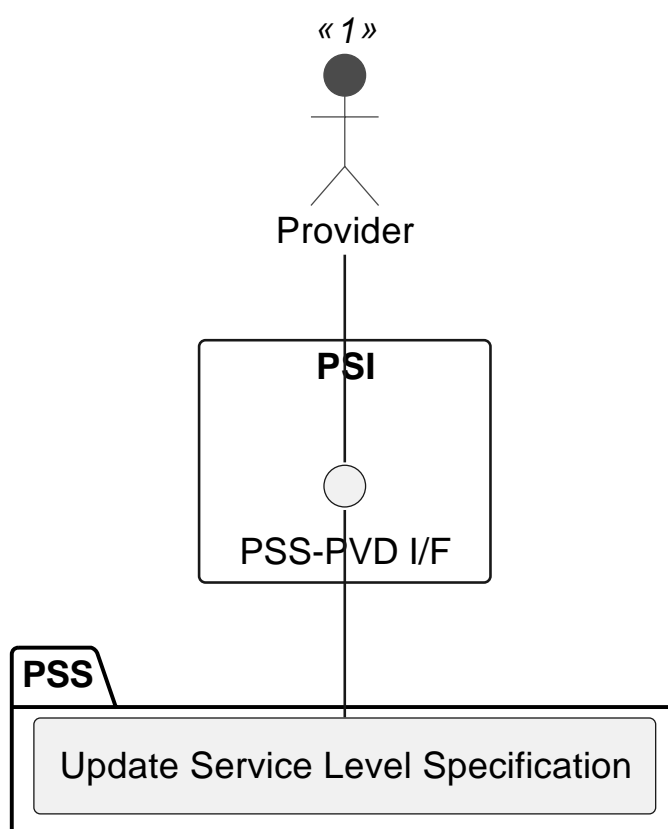 «1»
Provider
PSI
PSS-PVD I/F
PSS
Update Service Level Specification